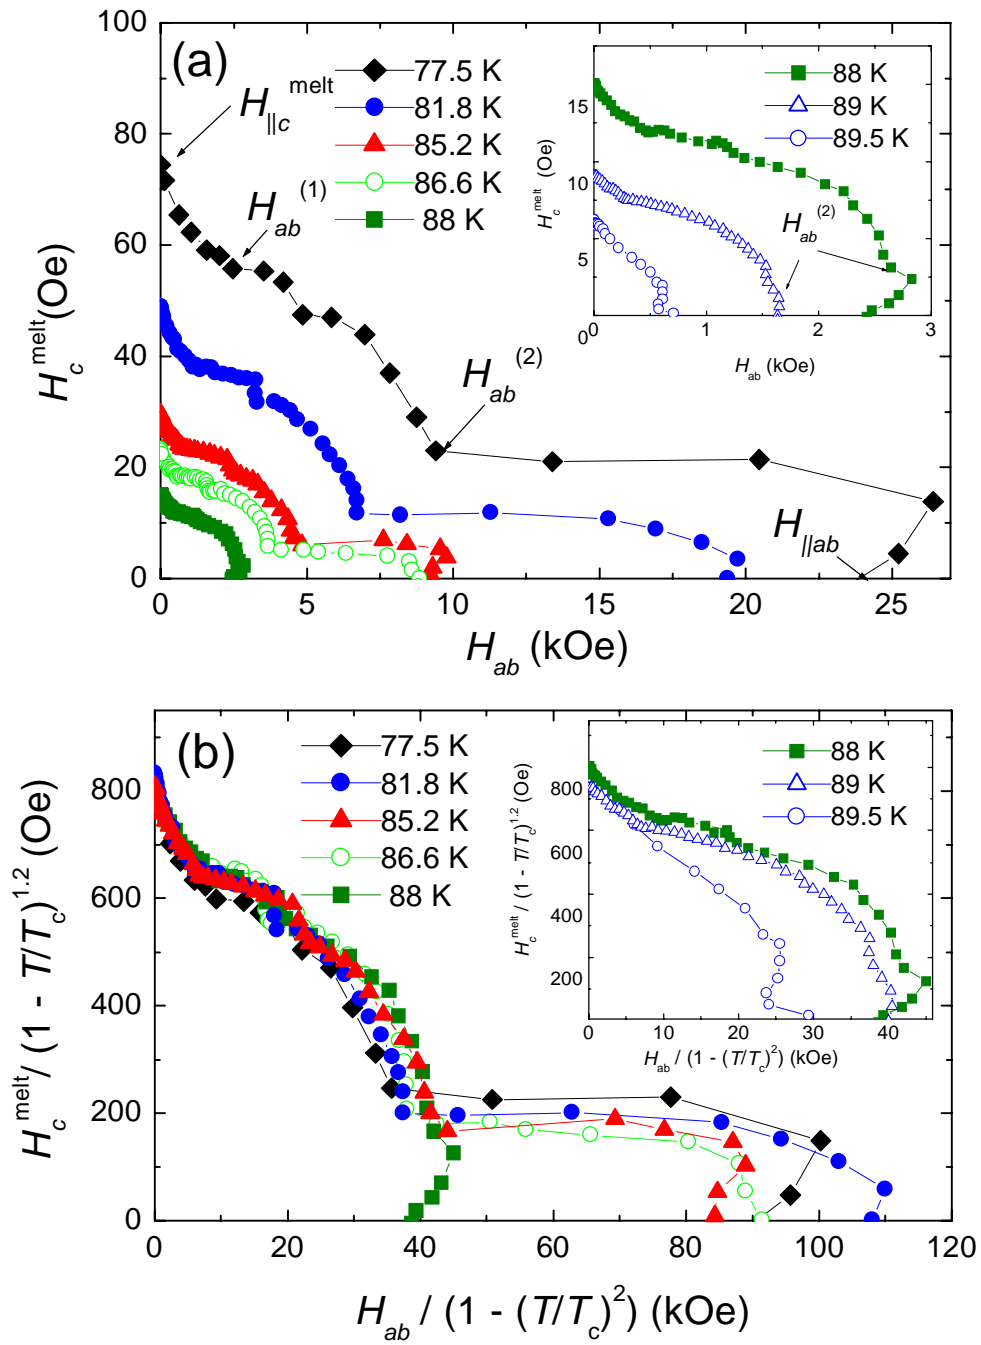 (a)
100
80
60
40
20
0
H_c^melt (Oe)
0 5 10 15 20 25
H_ab (kOe)
77.5 K
81.8 K
85.2 K
86.6 K
88 K
H_||c^melt
H_ab^(1)
H_ab^(2)
H_||ab
88 K
89 K
89.5 K
15
10
5
0
H_c^melt (Oe)
H_ab^(2)
0 1 2 3
H_ab (kOe)
(b)
800
600
400
200
0
H_c^melt / (1 - T/T_c)^1.2 (Oe)
0 20 40 60 80 100 120
H_ab / (1 - (T/T_c)^2) (kOe)
77.5 K
81.8 K
85.2 K
86.6 K
88 K
88 K
89 K
89.5 K
800
600
400
200
H_c^melt / (1 - T/T_c)^1.2 (Oe)
0 10 20 30 40
H_ab / (1 - (T/T_c)^2) (kOe)